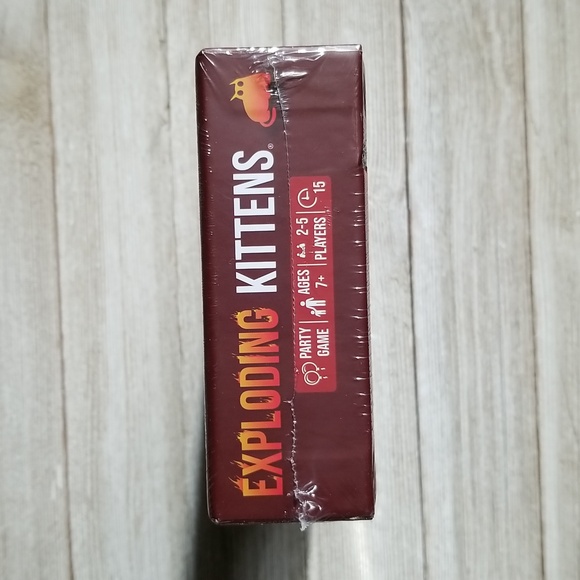 EXPLODING KITTENS®
PARTY
GAME
AGES
7+
2-5
PLAYERS
15